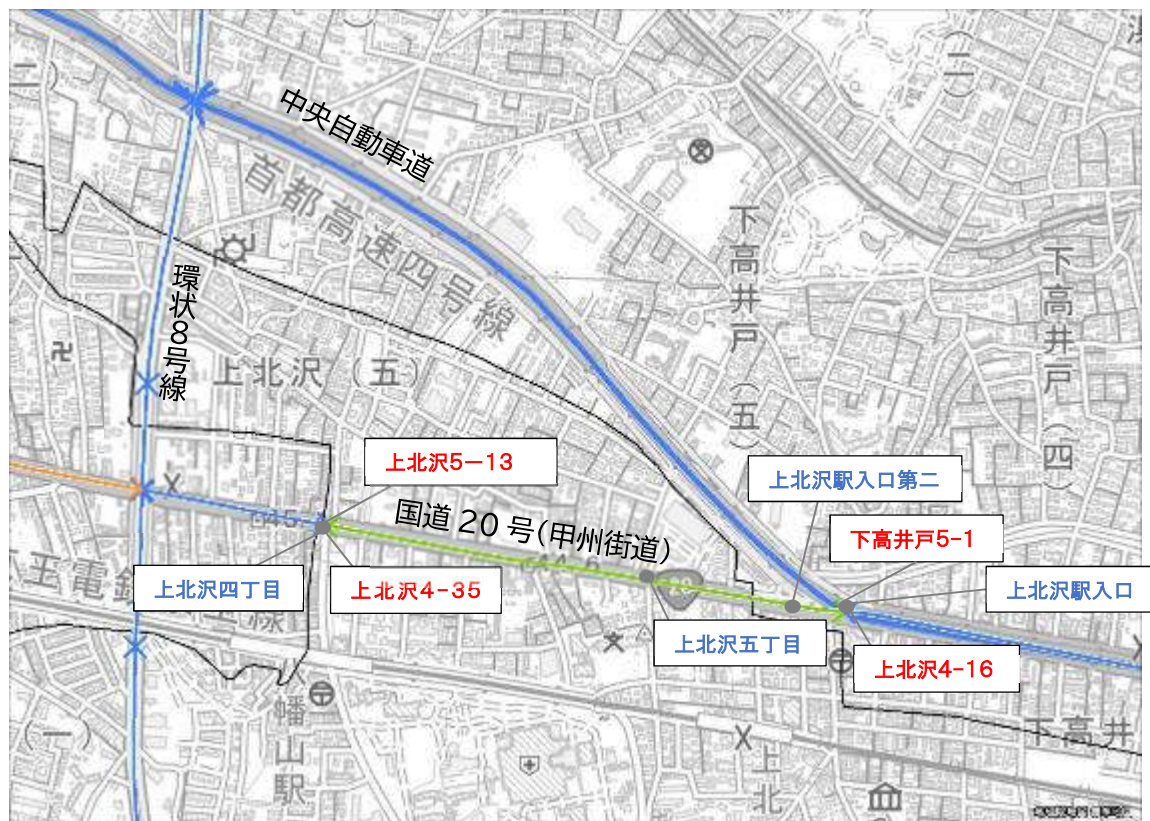 中央自動車道
首都高速四号線
環状8号線
(二)
下高井戸(五)
下高井戸(四)
上北沢(五)
上北沢5－13
国道20号(甲州街道)
上北沢駅入口第二
下高井戸5-1
上北沢四丁目
上北沢4-35
上北沢駅入口
上北沢五丁目
上北沢4-16
王電鉄
線
八幡山駅
(一)
上北
下高井